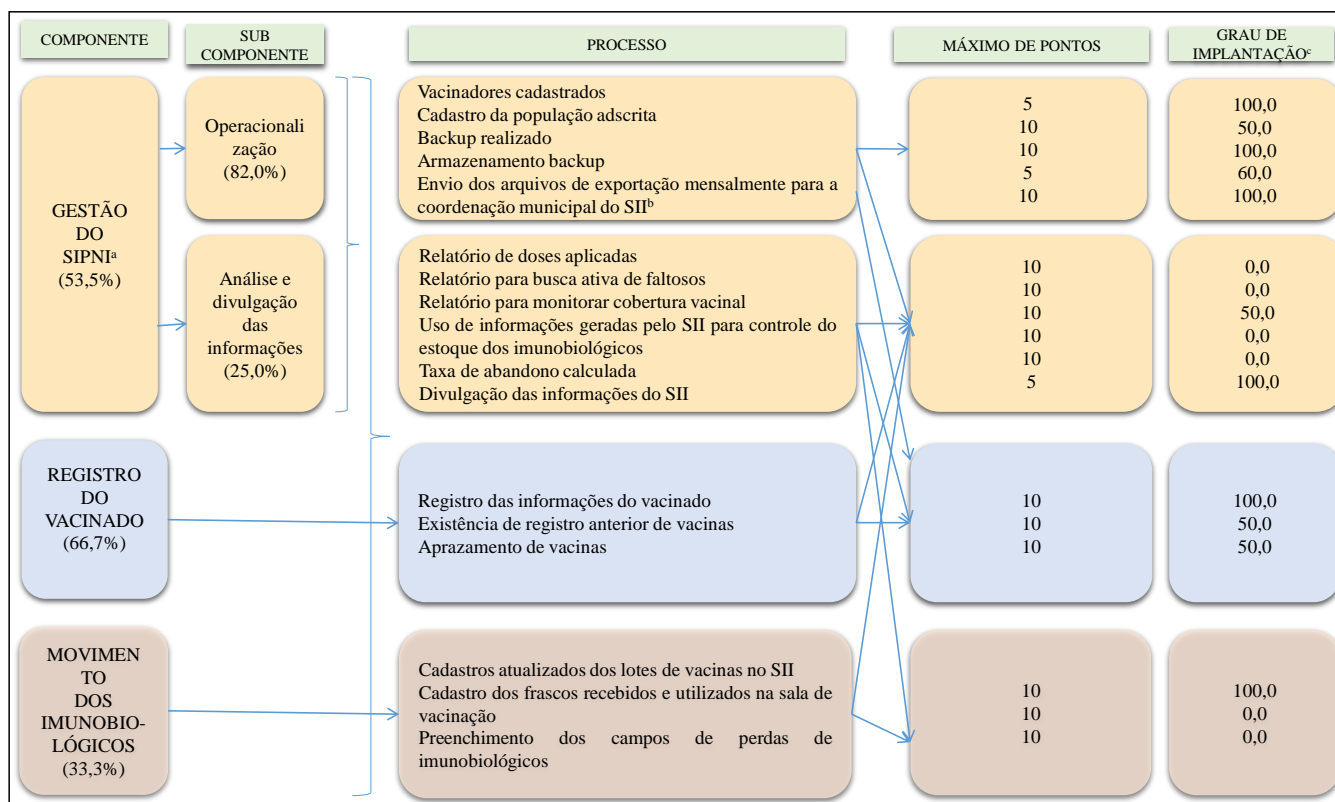 COMPONENTE
SUB
COMPONENTE
PROCESSO
MÁXIMO DE PONTOS
GRAU DE
IMPLANTAÇÃOᶜ
GESTÃO
DO
SIPNIᵃ
(53,5%)
Operacionali
zação
(82,0%)
Vacinadores cadastrados
Cadastro da população adscrita
Backup realizado
Armazenamento backup
Envio dos arquivos de exportação mensalmente para a
coordenação municipal do SIIᵇ
5
10
10
5
10
100,0
50,0
100,0
60,0
100,0
Análise e
divulgação
das
informações
(25,0%)
Relatório de doses aplicadas
Relatório para busca ativa de faltosos
Relatório para monitorar cobertura vacinal
Uso de informações geradas pelo SII para controle do
estoque dos imunobiológicos
Taxa de abandono calculada
Divulgação das informações do SII
10
10
10
10
10
5
0,0
0,0
50,0
0,0
0,0
100,0
REGISTRO
DO
VACINADO
(66,7%)
Registro das informações do vacinado
Existência de registro anterior de vacinas
Aprazamento de vacinas
10
10
10
100,0
50,0
50,0
MOVIMEN
TO
DOS
IMUNOBIO-
LÓGICOS
(33,3%)
Cadastros atualizados dos lotes de vacinas no SII
Cadastro dos frascos recebidos e utilizados na sala de
vacinação
Preenchimento dos campos de perdas de
imunobiológicos
10
10
10
100,0
0,0
0,0